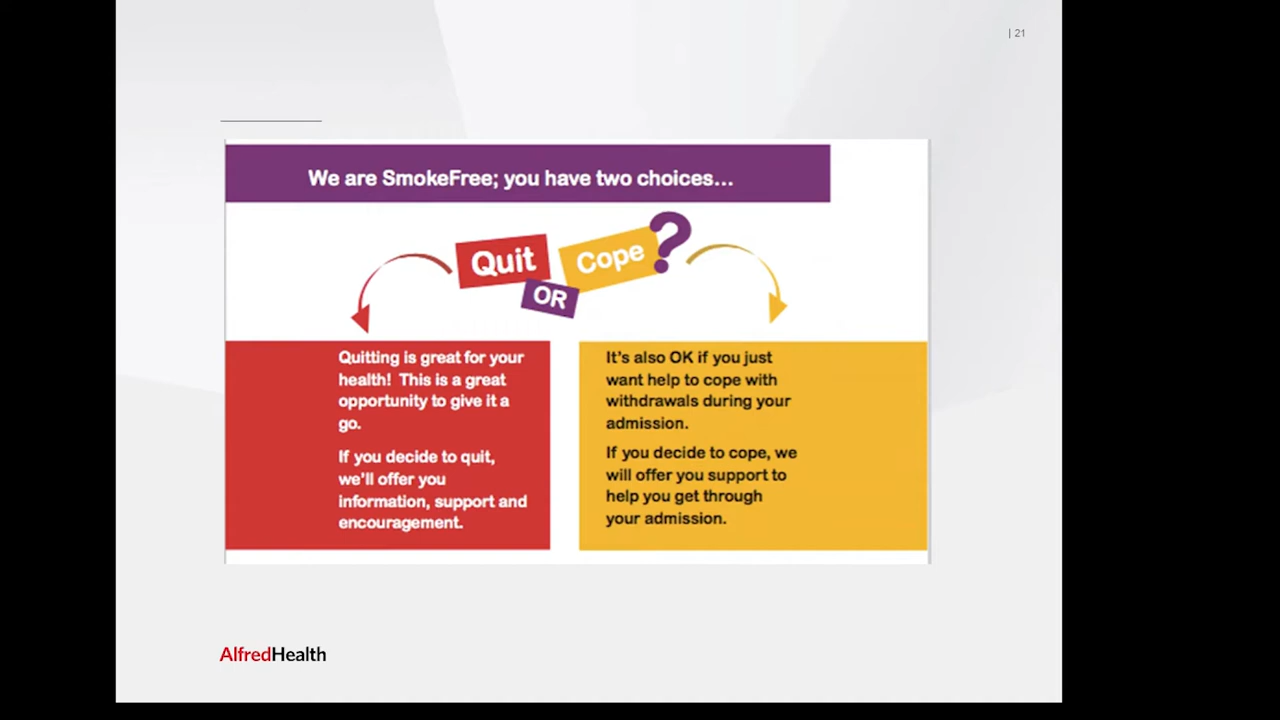 | 21
We are SmokeFree; you have two choices...
Quit
Cope?
OR
Quitting is great for your
health! This is a great
opportunity to give it a
go.
If you decide to quit,
we'll offer you
information, support and
encouragement.
It's also OK if you just
want help to cope with
withdrawals during your
admission.
If you decide to cope, we
will offer you support to
help you get through
your admission.
AlfredHealth